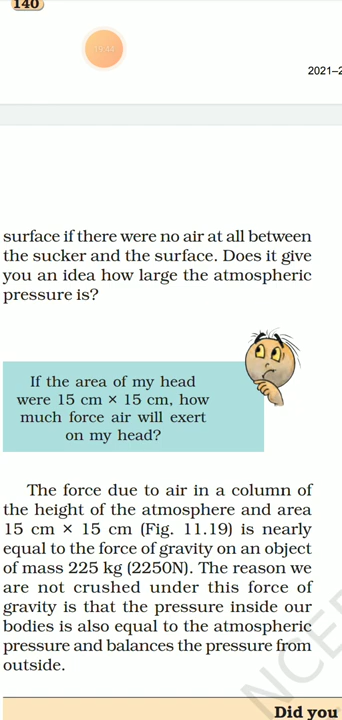 140
2021–2
surface if there were no air at all between
the sucker and the surface. Does it give
you an idea how large the atmospheric
pressure is?
If the area of my head
were 15 cm × 15 cm, how
much force air will exert
on my head?
The force due to air in a column of
the height of the atmosphere and area
15 cm × 15 cm (Fig. 11.19) is nearly
equal to the force of gravity on an object
of mass 225 kg (2250N). The reason we
are not crushed under this force of
gravity is that the pressure inside our
bodies is also equal to the atmospheric
pressure and balances the pressure from
outside.
NCE
Did you